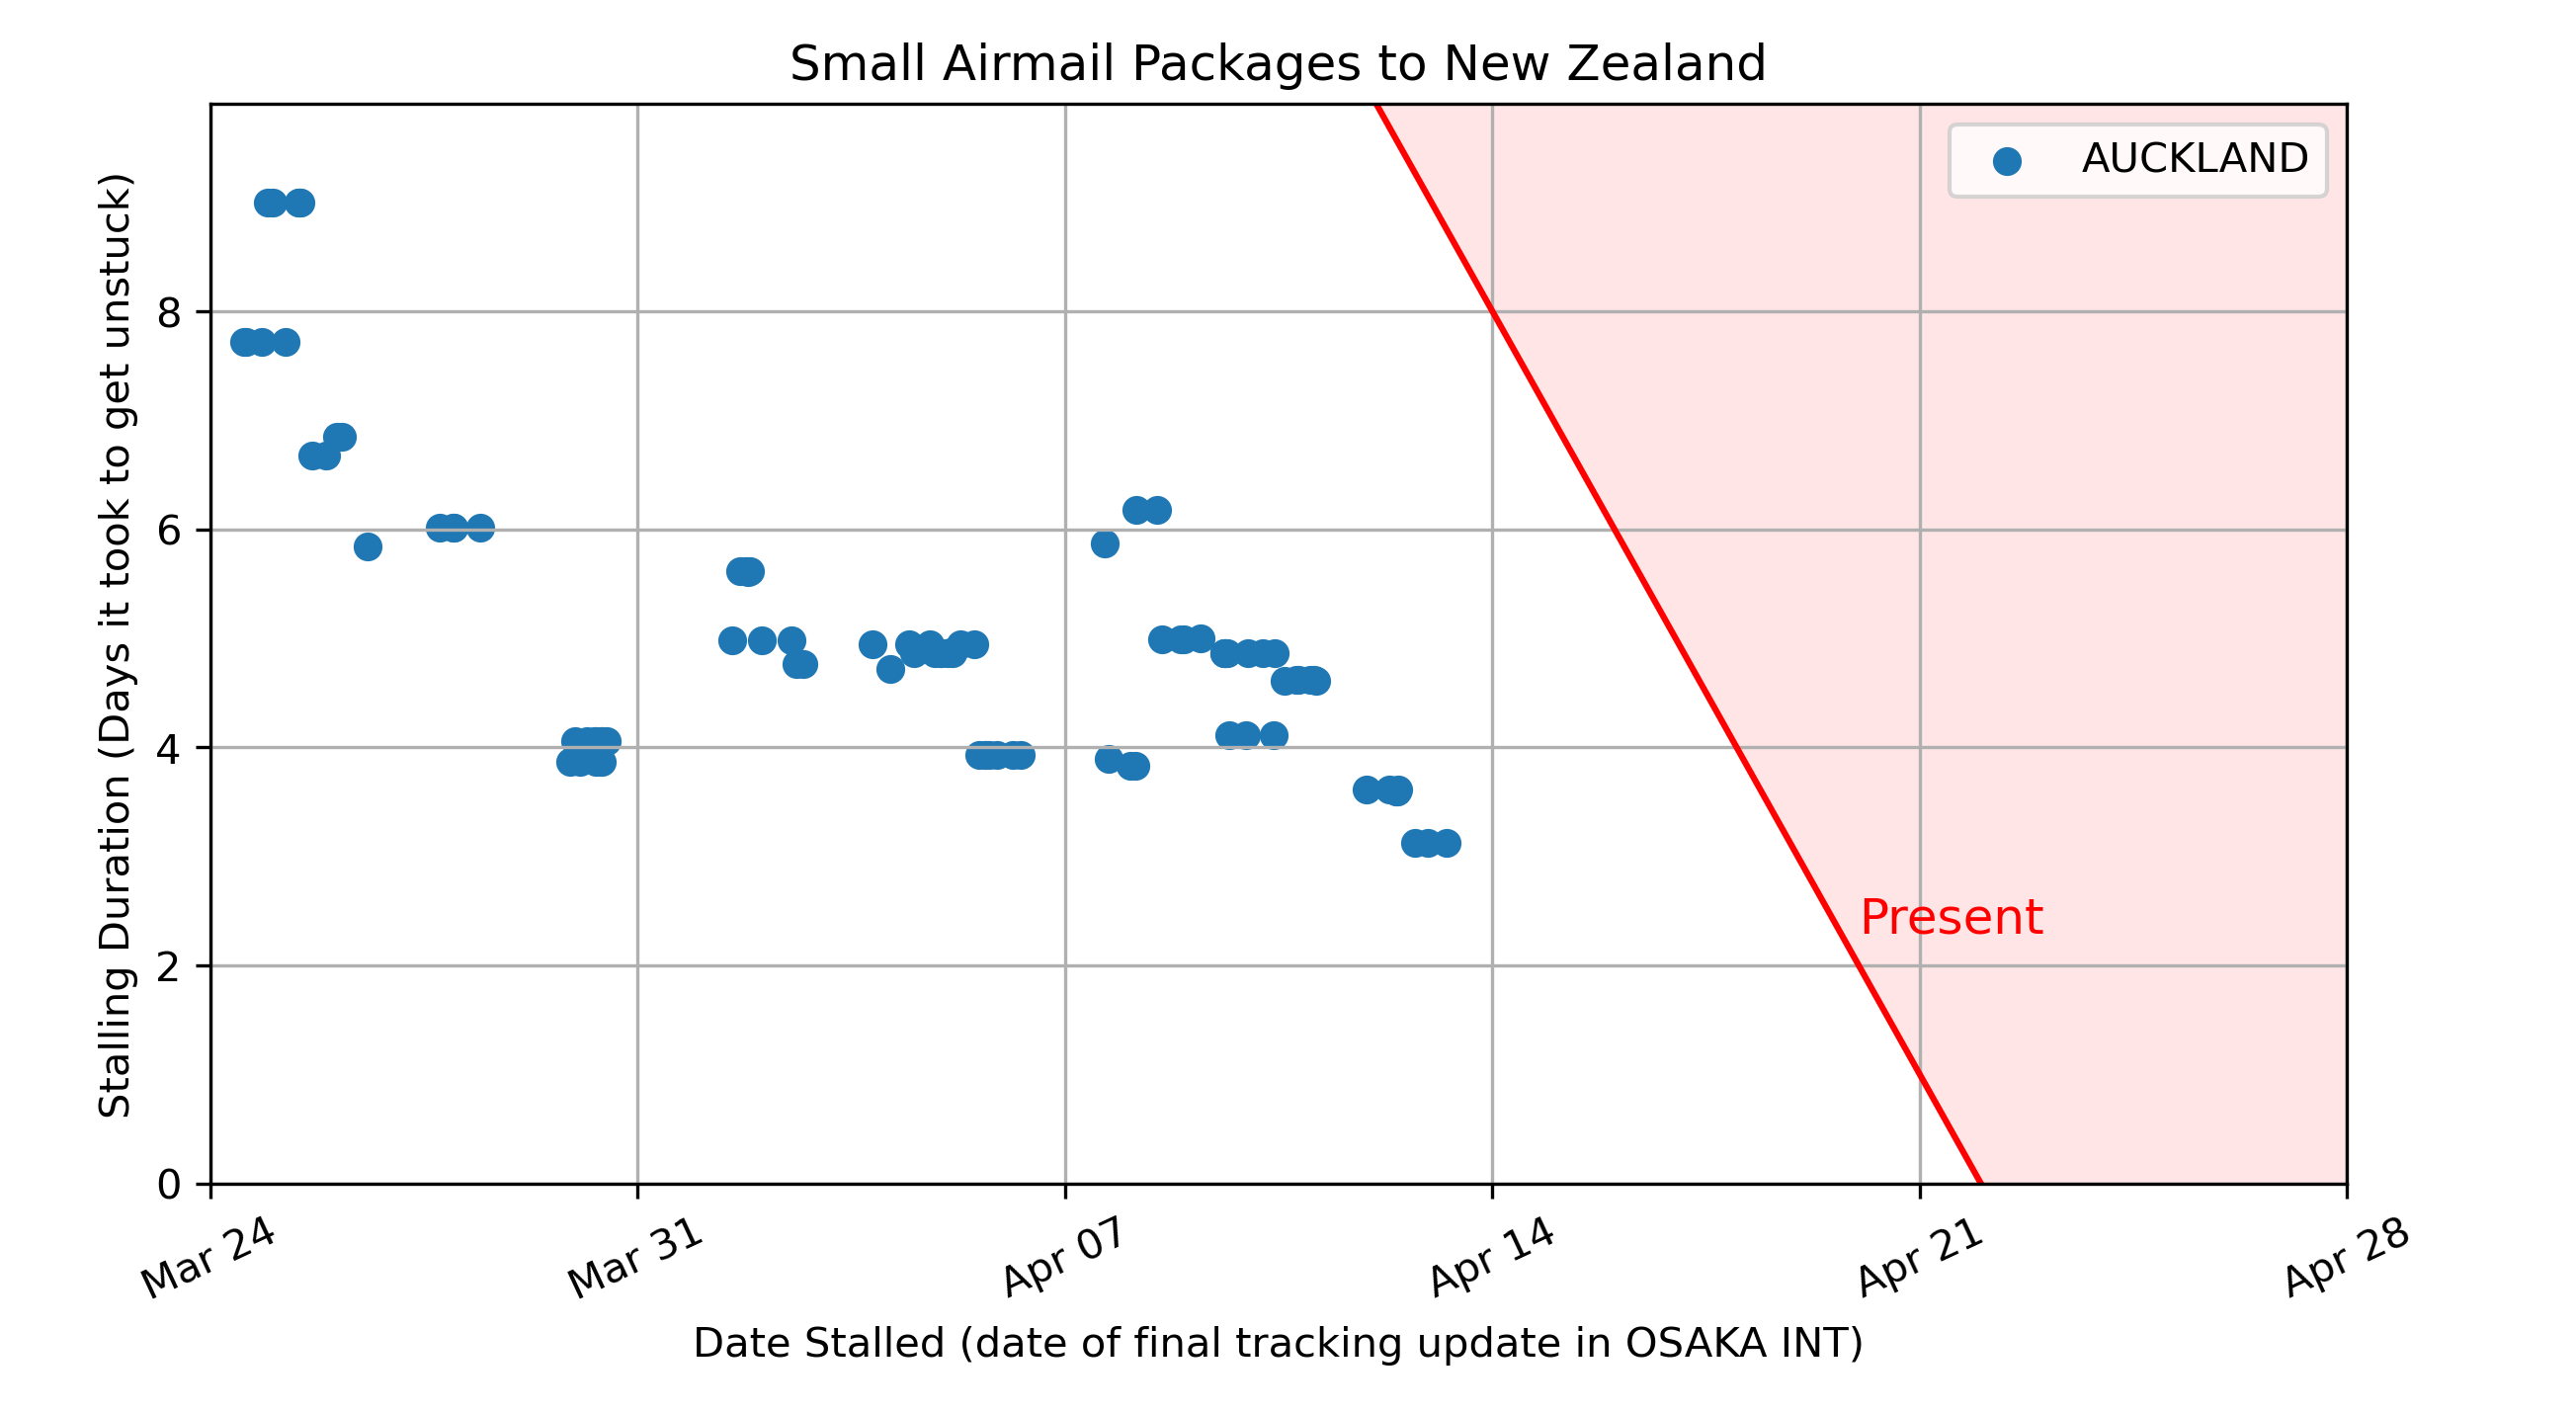 Small Airmail Packages to New Zealand
AUCKLAND
Stalling Duration (Days it took to get unstuck)
8
6
4
2
0
Present
Mar 24
Mar 31
Apr 07
Apr 14
Apr 21
Apr 28
Date Stalled (date of final tracking update in OSAKA INT)